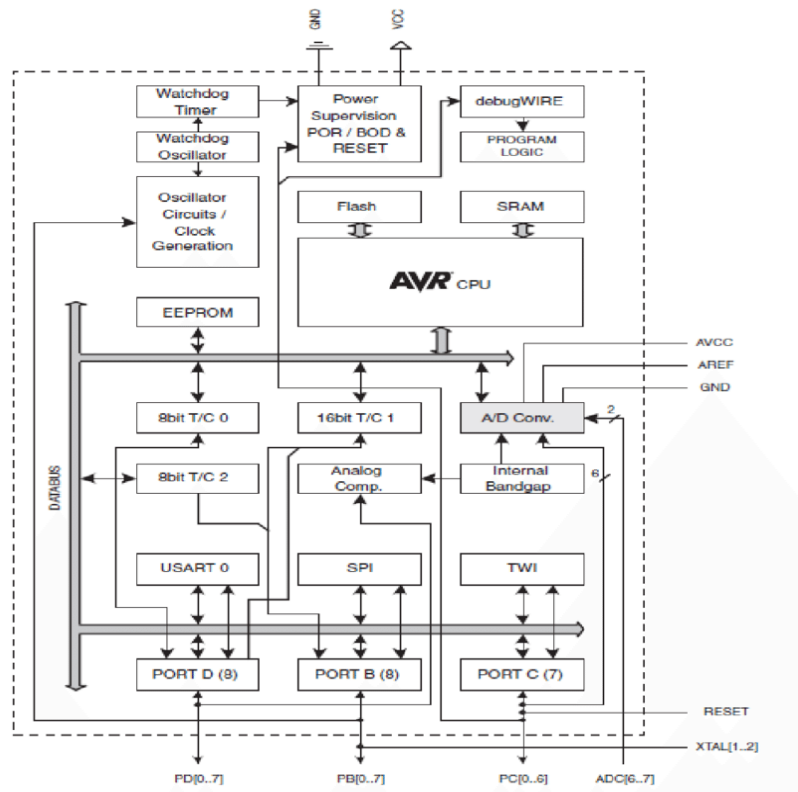 GND
VCC
Watchdog
Timer
Power
Supervision
POR / BOD &
RESET
debugWIRE
Watchdog
Oscillator
PROGRAM
LOGIC
Oscillator
Circuits /
Clock
Generation
Flash
SRAM
AVR CPU
EEPROM
AVCC
AREF
GND
8bit T/C 0
16bit T/C 1
A/D Conv.
2
8bit T/C 2
Analog
Comp.
Internal
Bandgap
6
DATABUS
USART 0
SPI
TWI
PORT D (8)
PORT B (8)
PORT C (7)
RESET
XTAL[1..2]
PD[0..7]
PB[0..7]
PC[0..6]
ADC[6..7]